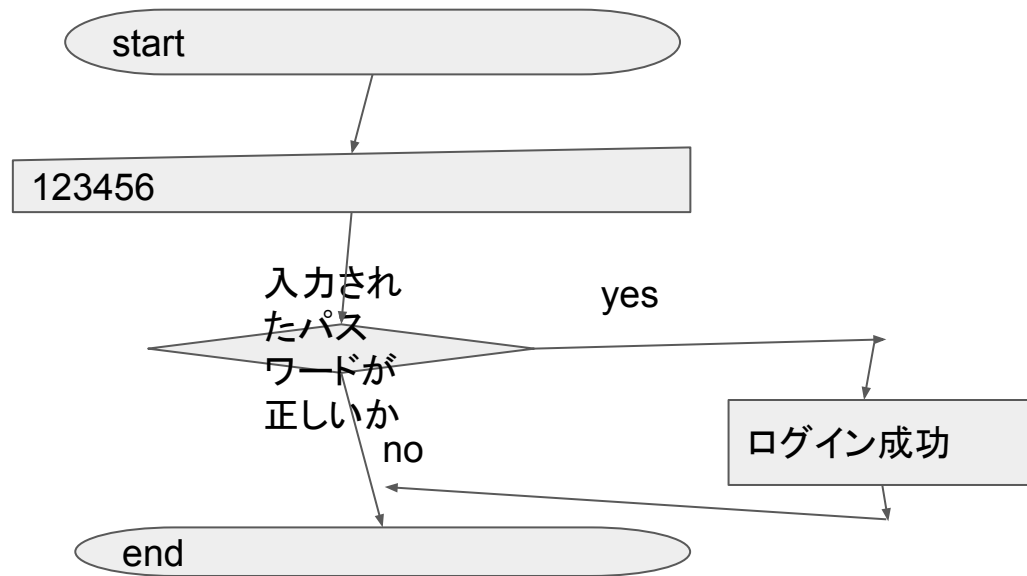 start
123456
入力され
たパス
ワードが
正しいか
yes
no
ログイン成功
end